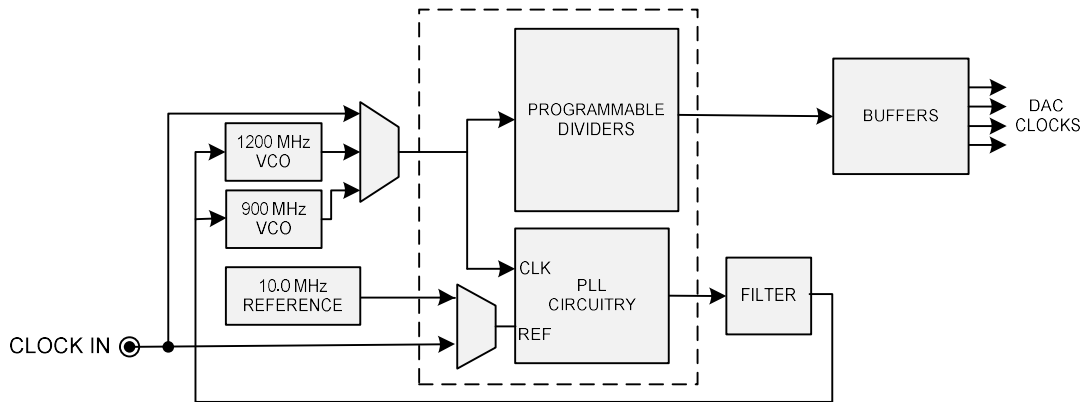 PROGRAMMABLE
DIVIDERS
BUFFERS
DAC
CLOCKS
1200 MHz
VCO
900 MHz
VCO
10.0 MHz
REFERENCE
CLK
PLL
CIRCUITRY
REF
FILTER
CLOCK IN